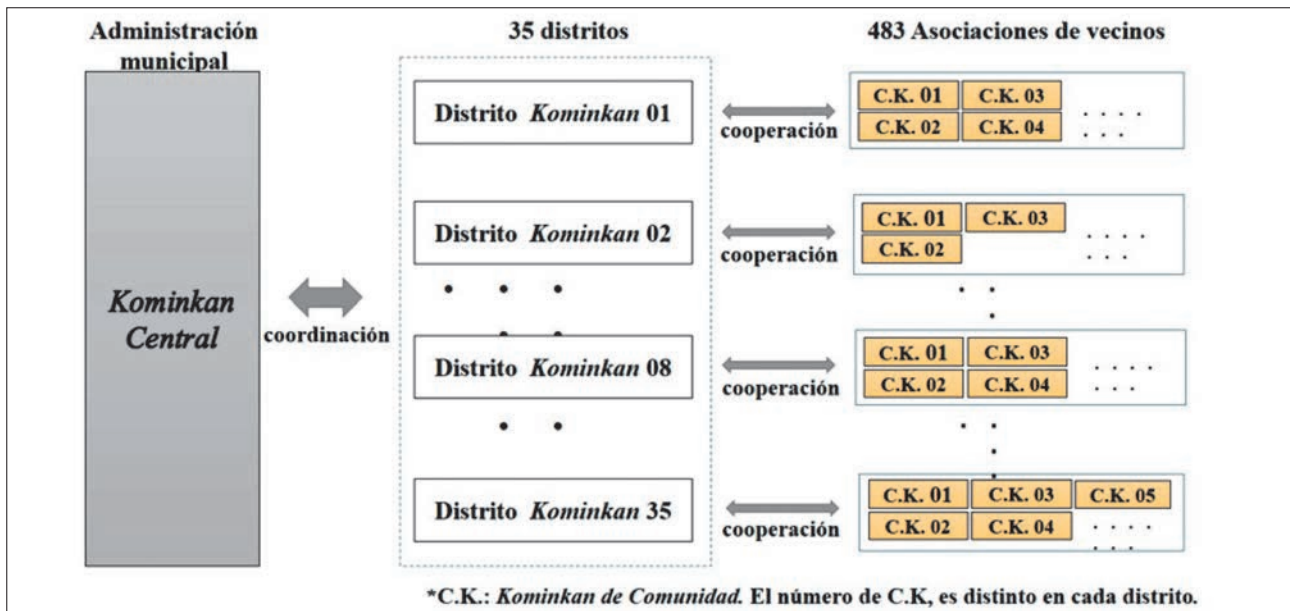 Administración
municipal
35 distritos
483 Asociaciones de vecinos
Kominkan
Central
coordinación
Distrito Kominkan 01
cooperación
C.K. 01
C.K. 03
C.K. 02
C.K. 04
Distrito Kominkan 02
cooperación
C.K. 01
C.K. 03
C.K. 02
Distrito Kominkan 08
cooperación
C.K. 01
C.K. 03
C.K. 02
C.K. 04
Distrito Kominkan 35
cooperación
C.K. 01
C.K. 03
C.K. 05
C.K. 02
C.K. 04
*C.K.: Kominkan de Comunidad. El número de C.K, es distinto en cada distrito.